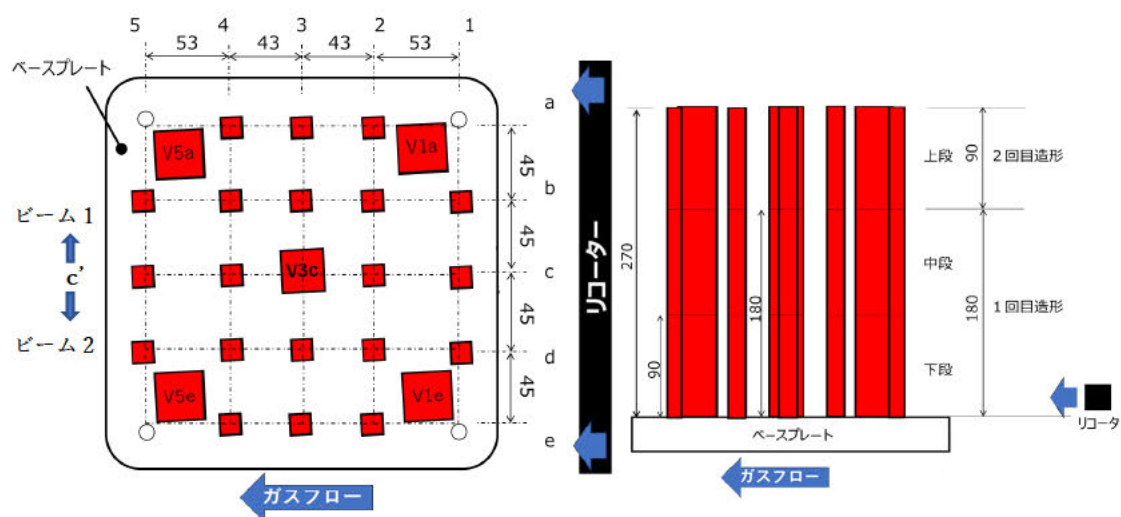 5 4 3 2 1
53 43 43 53
ベースプレート
a
V5a
V1a
45
b
ビーム1
45
c'
V3c
c
ビーム2
45
d
V5e
V1e
45
e
ガスフロー
リコーター
270
180
90
上段
90
2回目造形
中段
180
1回目造形
下段
ベースプレート
リコータ
ガスフロー